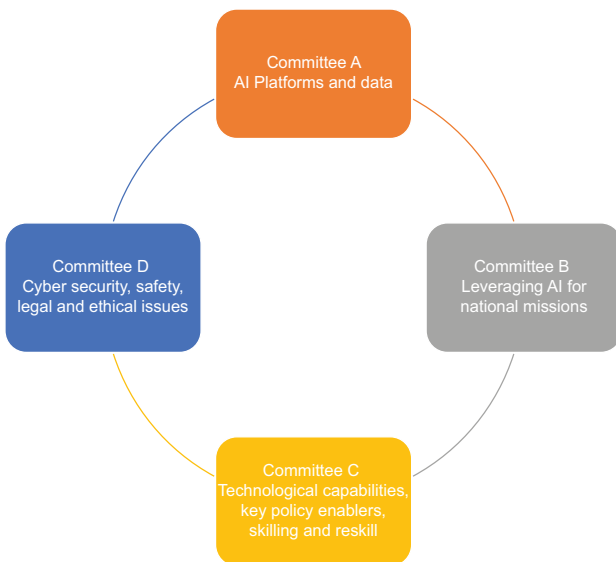 Committee A
AI Platforms and data
Committee D
Cyber security, safety,
legal and ethical issues
Committee B
Leveraging AI for
national missions
Committee C
Technological capabilities,
key policy enablers,
skilling and reskill